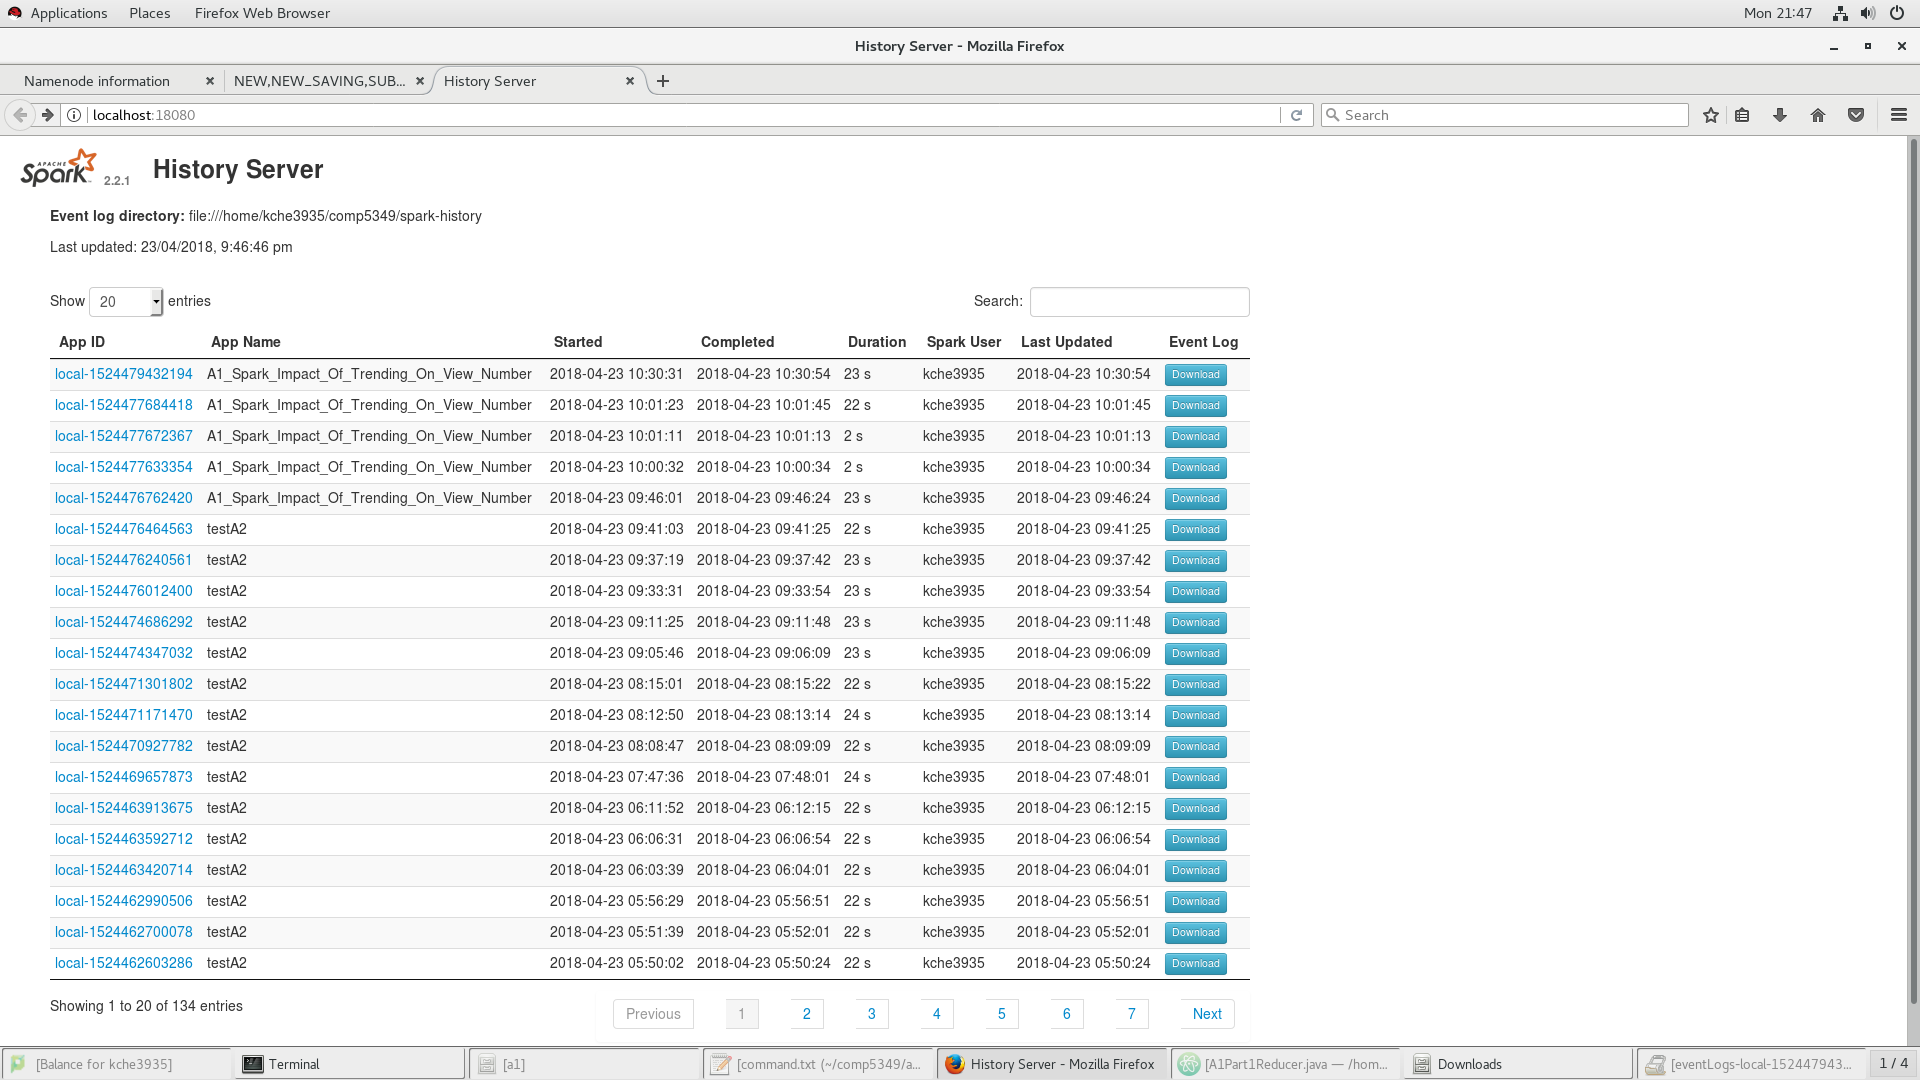 Applications Places Firefox Web Browser Mon 21:47
History Server - Mozilla Firefox
Namenode information NEW,NEW_SAVING,SUB... History Server
localhost:18080 Search
APACHE Spark 2.2.1 History Server
Event log directory: file:///home/kche3935/comp5349/spark-history
Last updated: 23/04/2018, 9:46:46 pm
Show 20 entries Search:
App ID App Name Started Completed Duration Spark User Last Updated Event Log
local-1524479432194 A1_Spark_Impact_Of_Trending_On_View_Number 2018-04-23 10:30:31 2018-04-23 10:30:54 23 s kche3935 2018-04-23 10:30:54 Download
local-1524477684418 A1_Spark_Impact_Of_Trending_On_View_Number 2018-04-23 10:01:23 2018-04-23 10:01:45 22 s kche3935 2018-04-23 10:01:45 Download
local-1524477672367 A1_Spark_Impact_Of_Trending_On_View_Number 2018-04-23 10:01:11 2018-04-23 10:01:13 2 s kche3935 2018-04-23 10:01:13 Download
local-1524477633354 A1_Spark_Impact_Of_Trending_On_View_Number 2018-04-23 10:00:32 2018-04-23 10:00:34 2 s kche3935 2018-04-23 10:00:34 Download
local-1524476762420 A1_Spark_Impact_Of_Trending_On_View_Number 2018-04-23 09:46:01 2018-04-23 09:46:24 23 s kche3935 2018-04-23 09:46:24 Download
local-1524476464563 testA2 2018-04-23 09:41:03 2018-04-23 09:41:25 22 s kche3935 2018-04-23 09:41:25 Download
local-1524476240561 testA2 2018-04-23 09:37:19 2018-04-23 09:37:42 23 s kche3935 2018-04-23 09:37:42 Download
local-1524476012400 testA2 2018-04-23 09:33:31 2018-04-23 09:33:54 23 s kche3935 2018-04-23 09:33:54 Download
local-1524474686292 testA2 2018-04-23 09:11:25 2018-04-23 09:11:48 23 s kche3935 2018-04-23 09:11:48 Download
local-1524474347032 testA2 2018-04-23 09:05:46 2018-04-23 09:06:09 23 s kche3935 2018-04-23 09:06:09 Download
local-1524471301802 testA2 2018-04-23 08:15:01 2018-04-23 08:15:22 22 s kche3935 2018-04-23 08:15:22 Download
local-1524471171470 testA2 2018-04-23 08:12:50 2018-04-23 08:13:14 24 s kche3935 2018-04-23 08:13:14 Download
local-1524470927782 testA2 2018-04-23 08:08:47 2018-04-23 08:09:09 22 s kche3935 2018-04-23 08:09:09 Download
local-1524469657873 testA2 2018-04-23 07:47:36 2018-04-23 07:48:01 24 s kche3935 2018-04-23 07:48:01 Download
local-1524463913675 testA2 2018-04-23 06:11:52 2018-04-23 06:12:15 22 s kche3935 2018-04-23 06:12:15 Download
local-1524463592712 testA2 2018-04-23 06:06:31 2018-04-23 06:06:54 22 s kche3935 2018-04-23 06:06:54 Download
local-1524463420714 testA2 2018-04-23 06:03:39 2018-04-23 06:04:01 22 s kche3935 2018-04-23 06:04:01 Download
local-1524462990506 testA2 2018-04-23 05:56:29 2018-04-23 05:56:51 22 s kche3935 2018-04-23 05:56:51 Download
local-1524462700078 testA2 2018-04-23 05:51:39 2018-04-23 05:52:01 22 s kche3935 2018-04-23 05:52:01 Download
local-1524462603286 testA2 2018-04-23 05:50:02 2018-04-23 05:50:24 22 s kche3935 2018-04-23 05:50:24 Download
Showing 1 to 20 of 134 entries Previous 1 2 3 4 5 6 7 Next
[Balance for kche3935] Terminal [a1] [command.txt (~/comp5349/a... History Server - Mozilla Firefox [A1Part1Reducer.java — /hom... Downloads [eventLogs-local-152447943... 1 / 4